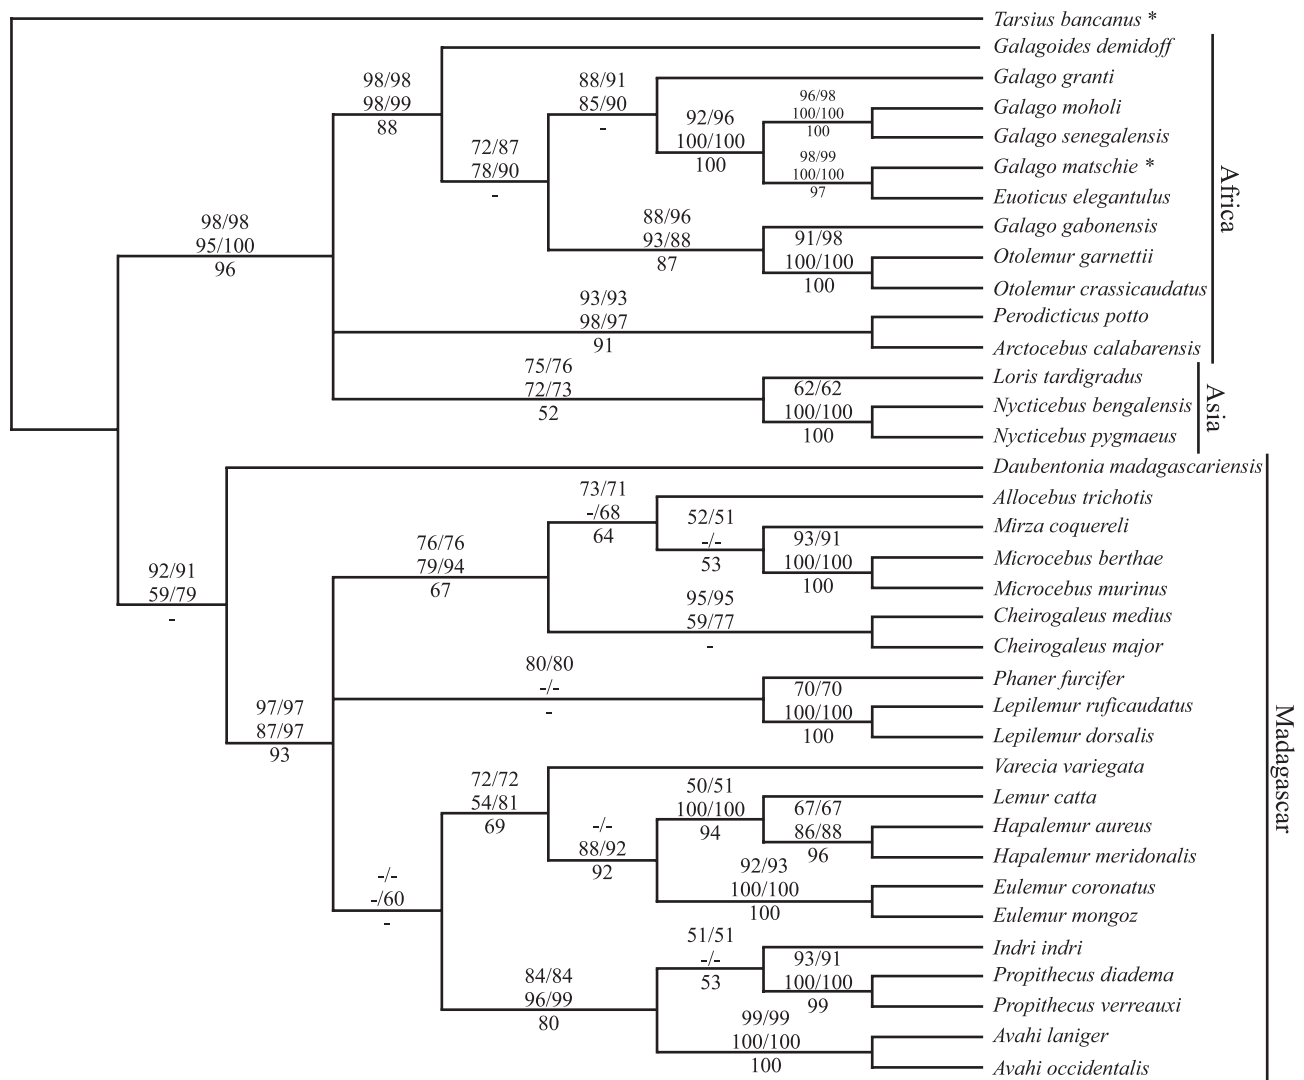 Tarsius bancanus *
Galagoides demidoff
98/98
98/99
88
88/91
85/90
-
Galago granti
96/98
100/100
100
Galago moholi
92/96
100/100
100
Galago senegalensis
72/87
78/90
-
98/99
100/100
97
Galago matschie *
Euoticus elegantulus
Africa
98/98
95/100
96
88/96
93/88
87
Galago gabonensis
91/98
100/100
100
Otolemur garnettii
Otolemur crassicaudatus
93/93
98/97
91
Perodicticus potto
Arctocebus calabarensis
75/76
72/73
52
Loris tardigradus
62/62
100/100
100
Nycticebus bengalensis
Nycticebus pygmaeus
Asia
Daubentonia madagascariensis
73/71
-/68
64
Allocebus trichotis
52/51
-/-
53
Mirza coquereli
76/76
79/94
67
93/91
100/100
100
Microcebus berthae
Microcebus murinus
92/91
59/79
-
95/95
59/77
-
Cheirogaleus medius
Cheirogaleus major
80/80
-/-
-
Phaner furcifer
70/70
100/100
100
Lepilemur ruficaudatus
Lepilemur dorsalis
97/97
87/97
93
Madagascar
72/72
54/81
69
Varecia variegata
50/51
100/100
94
Lemur catta
67/67
86/88
96
Hapalemur aureus
-/-
88/92
92
Hapalemur meridonalis
92/93
100/100
100
Eulemur coronatus
Eulemur mongoz
-/-
-/60
-
51/51
-/-
53
Indri indri
93/91
100/100
99
Propithecus diadema
Propithecus verreauxi
84/84
96/99
80
99/99
100/100
100
Avahi laniger
Avahi occidentalis